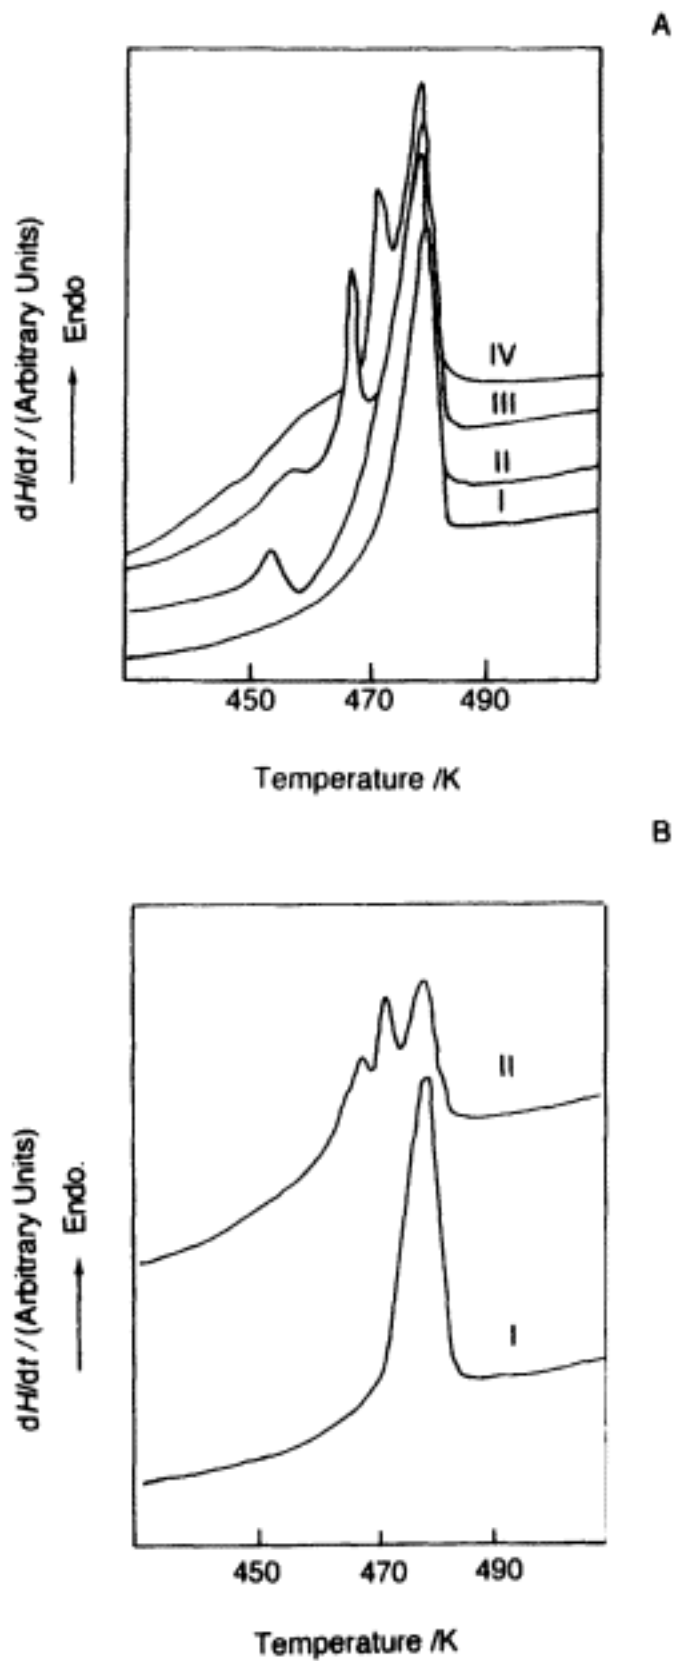 A
dH/dt / (Arbitrary Units)
Endo
IV
III
II
I
450 470 490
Temperature /K
B
dH/dt / (Arbitrary Units)
Endo.
II
I
450 470 490
Temperature /K